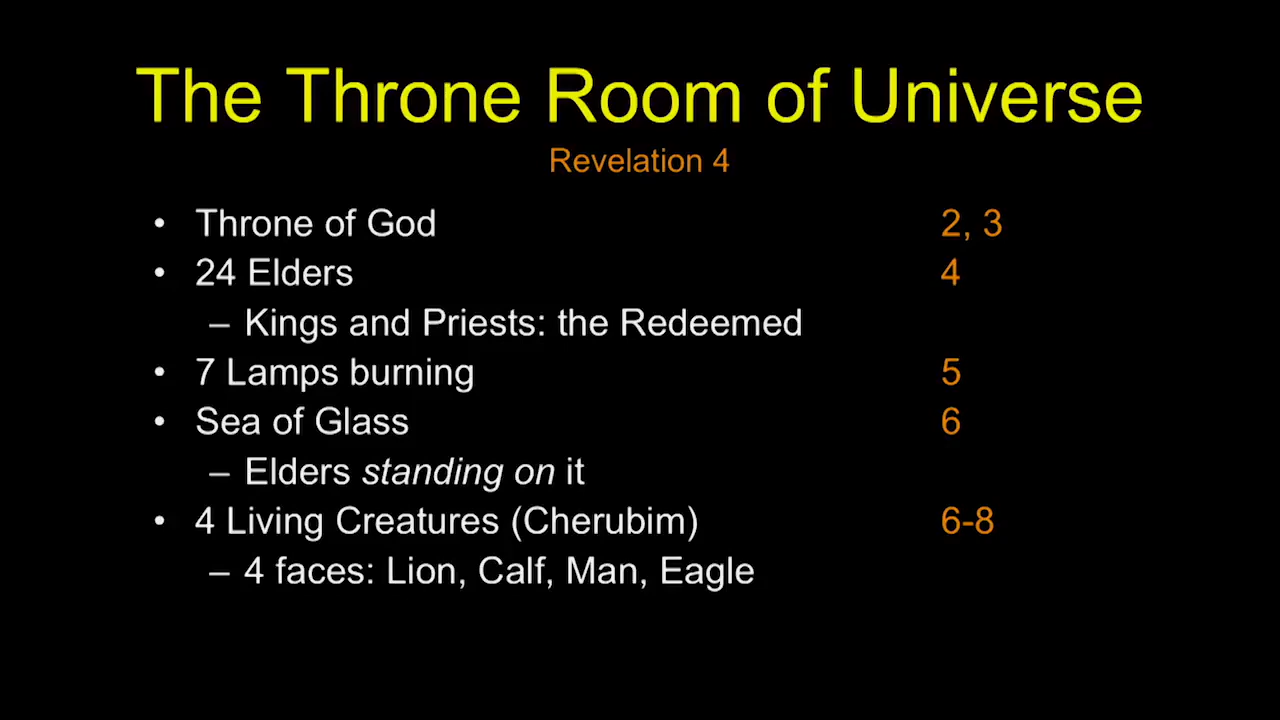 The Throne Room of Universe
Revelation 4
• Throne of God 2, 3
• 24 Elders 4
– Kings and Priests: the Redeemed
• 7 Lamps burning 5
• Sea of Glass 6
– Elders standing on it
• 4 Living Creatures (Cherubim) 6-8
– 4 faces: Lion, Calf, Man, Eagle